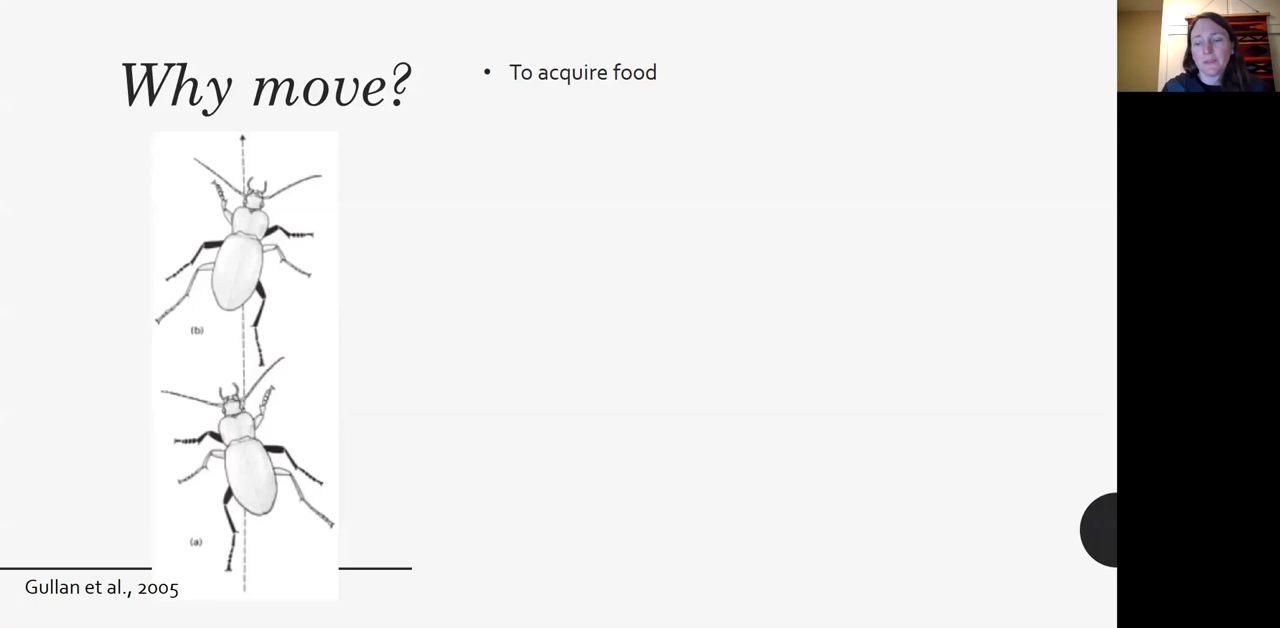 Why move?
• To acquire food
(b)
(a)
Gullan et al., 2005